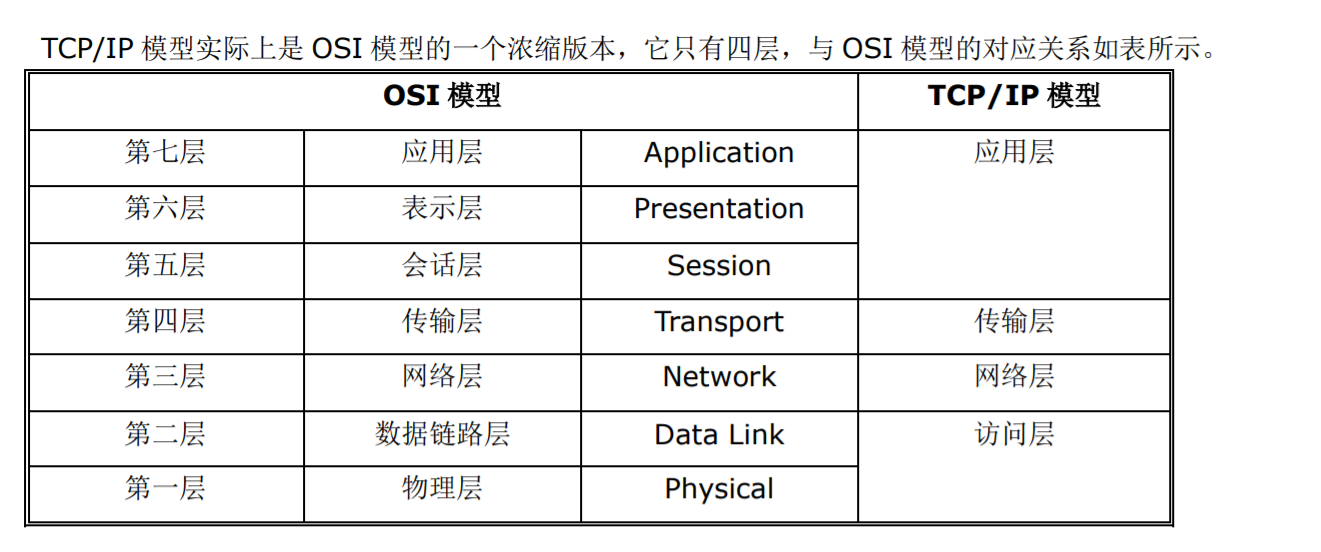 TCP/IP 模型实际上是 OSI 模型的一个浓缩版本，它只有四层，与 OSI 模型的对应关系如表所示。
OSI 模型 TCP/IP 模型
第七层 应用层 Application 应用层
第六层 表示层 Presentation
第五层 会话层 Session
第四层 传输层 Transport 传输层
第三层 网络层 Network 网络层
第二层 数据链路层 Data Link 访问层
第一层 物理层 Physical